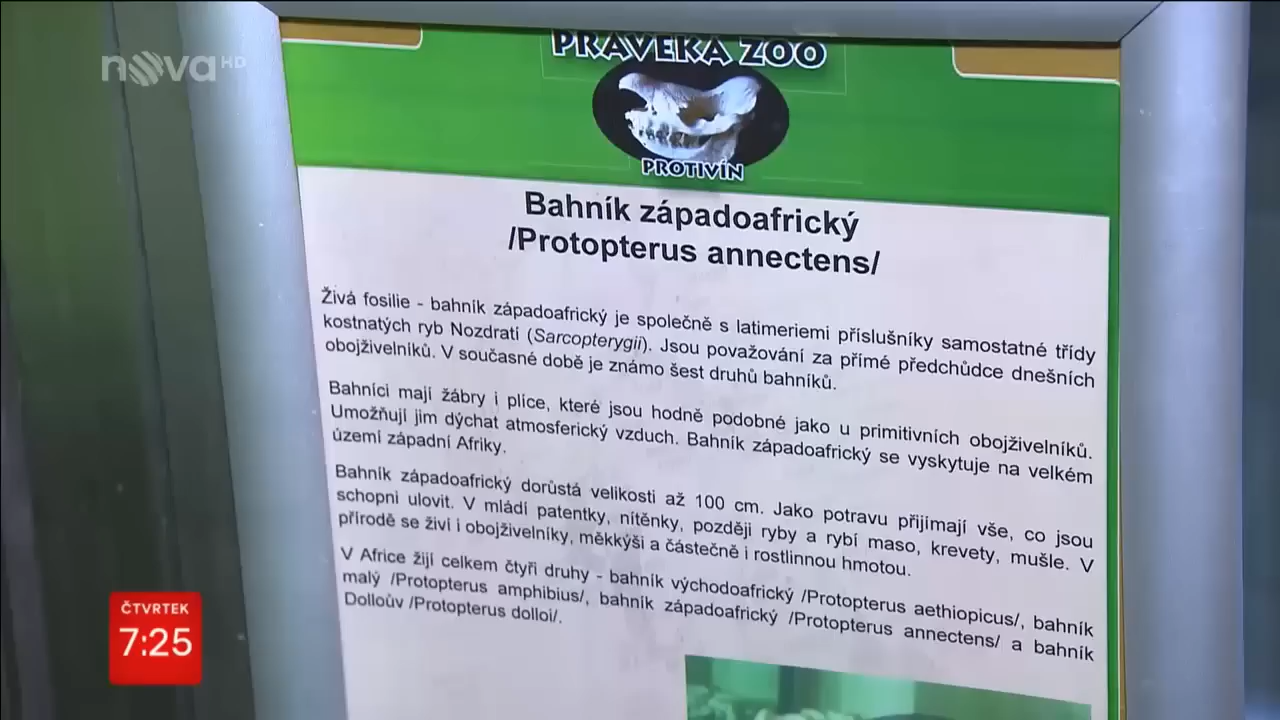 nova HD
PRAVĚKÁ ZOO
PROTIVÍN
Bahník západoafrický
/Protopterus annectens/
Živá fosilie - bahník západoafrický je společně s latimeriemi příslušníky samostatné třídy
kostnatých ryb Nozdratí (Sarcopterygii). Jsou považování za přímé předchůdce dnešních
obojživelníků. V současné době je známo šest druhů bahníků.
Bahníci mají žábry i plíce, které jsou hodně podobné jako u primitivních obojživelníků.
Umožňují jim dýchat atmosferický vzduch. Bahník západoafrický se vyskytuje na velkém
území západní Afriky.
Bahník západoafrický dorůstá velikosti až 100 cm. Jako potravu přijímají vše, co jsou
schopni ulovit. V mládí patentky, nítěnky, později ryby a rybí maso, krevety, mušle. V
přírodě se živí i obojživelníky, měkkýši a částečně i rostlinnou hmotou.
V Africe žijí celkem čtyři druhy - bahník východoafrický /Protopterus aethiopicus/, bahník
malý /Protopterus amphibius/, bahník západoafrický /Protopterus annectens/ a bahník
Dolloův /Protopterus dolloi/.
ČTVRTEK
7:25